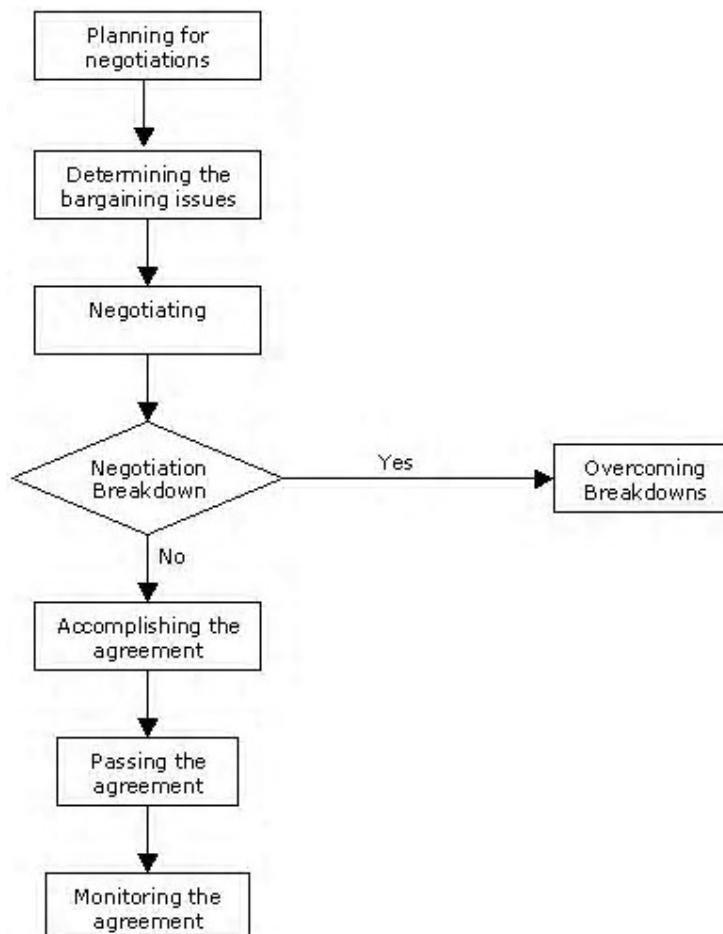 Planning for
negotiations
Determining the
bargaining issues
Negotiating
Negotiation
Breakdown
Yes
Overcoming
Breakdowns
No
Accomplishing the
agreement
Passing the
agreement
Monitoring the
agreement